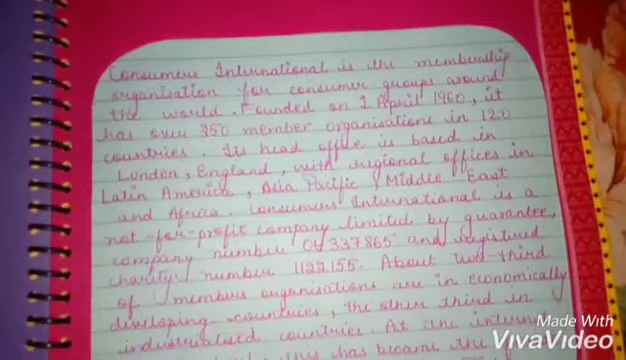 Consumers International is the membership
organisation for consumer groups around
the world. Founded on 1 April 1960, it
has over 250 member organisations in 120
countries. Its head office is based in
London, England, with regional offices in
Latin America, Asia Pacific, Middle East
and Africa. Consumers International is a
not-for-profit company limited by guarantee,
company number 04337865 and registered
charity number 1122155. About two-third
of members organisations are in economically
developing countries, the other third in
industrialised countries. At the
this has became the
Made With
VivaVideo